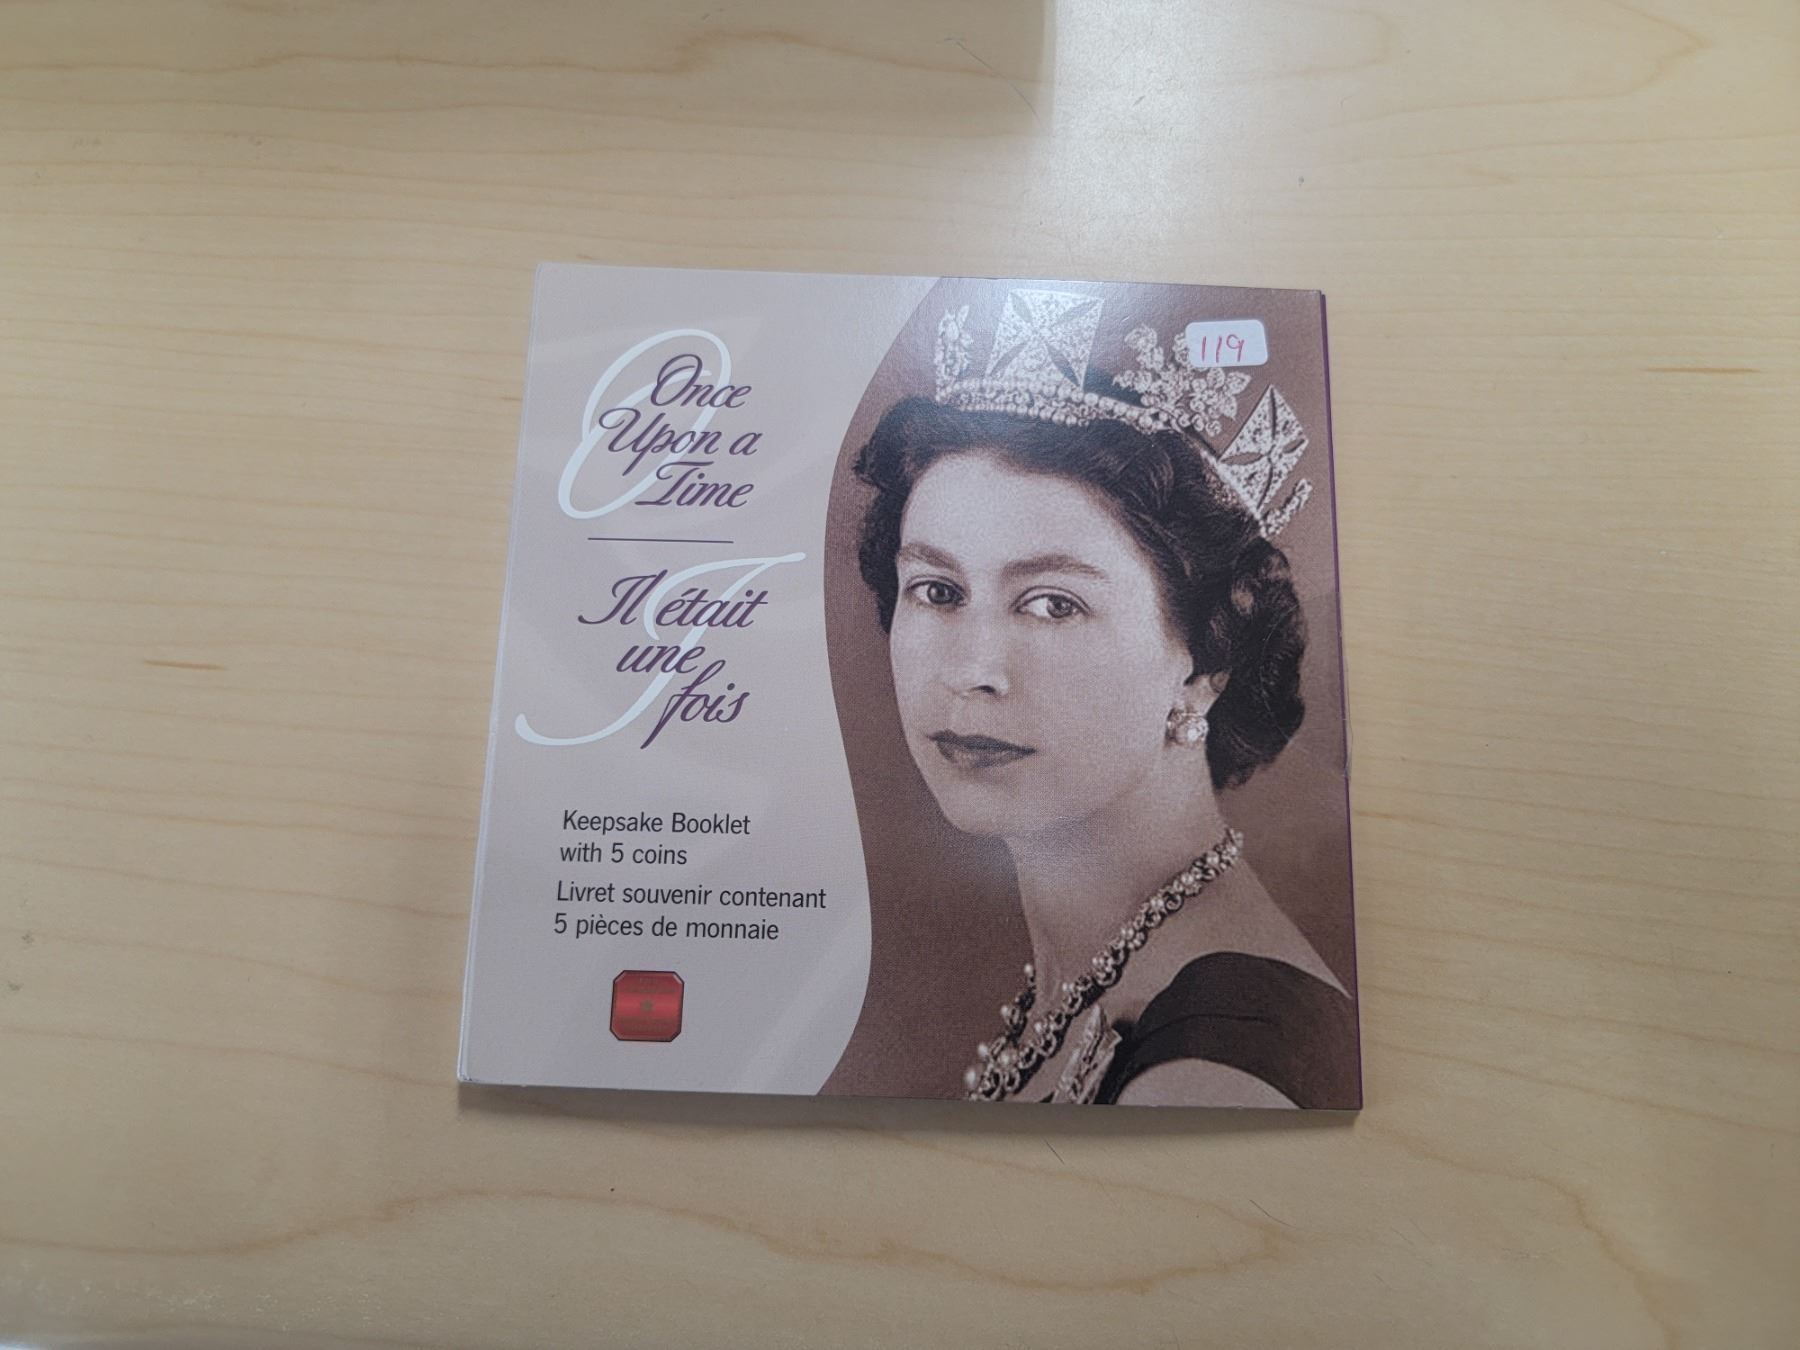 Once
Upon a
Time
Il était
une
fois
Keepsake Booklet
with 5 coins
Livret souvenir contenant
5 pièces de monnaie
119